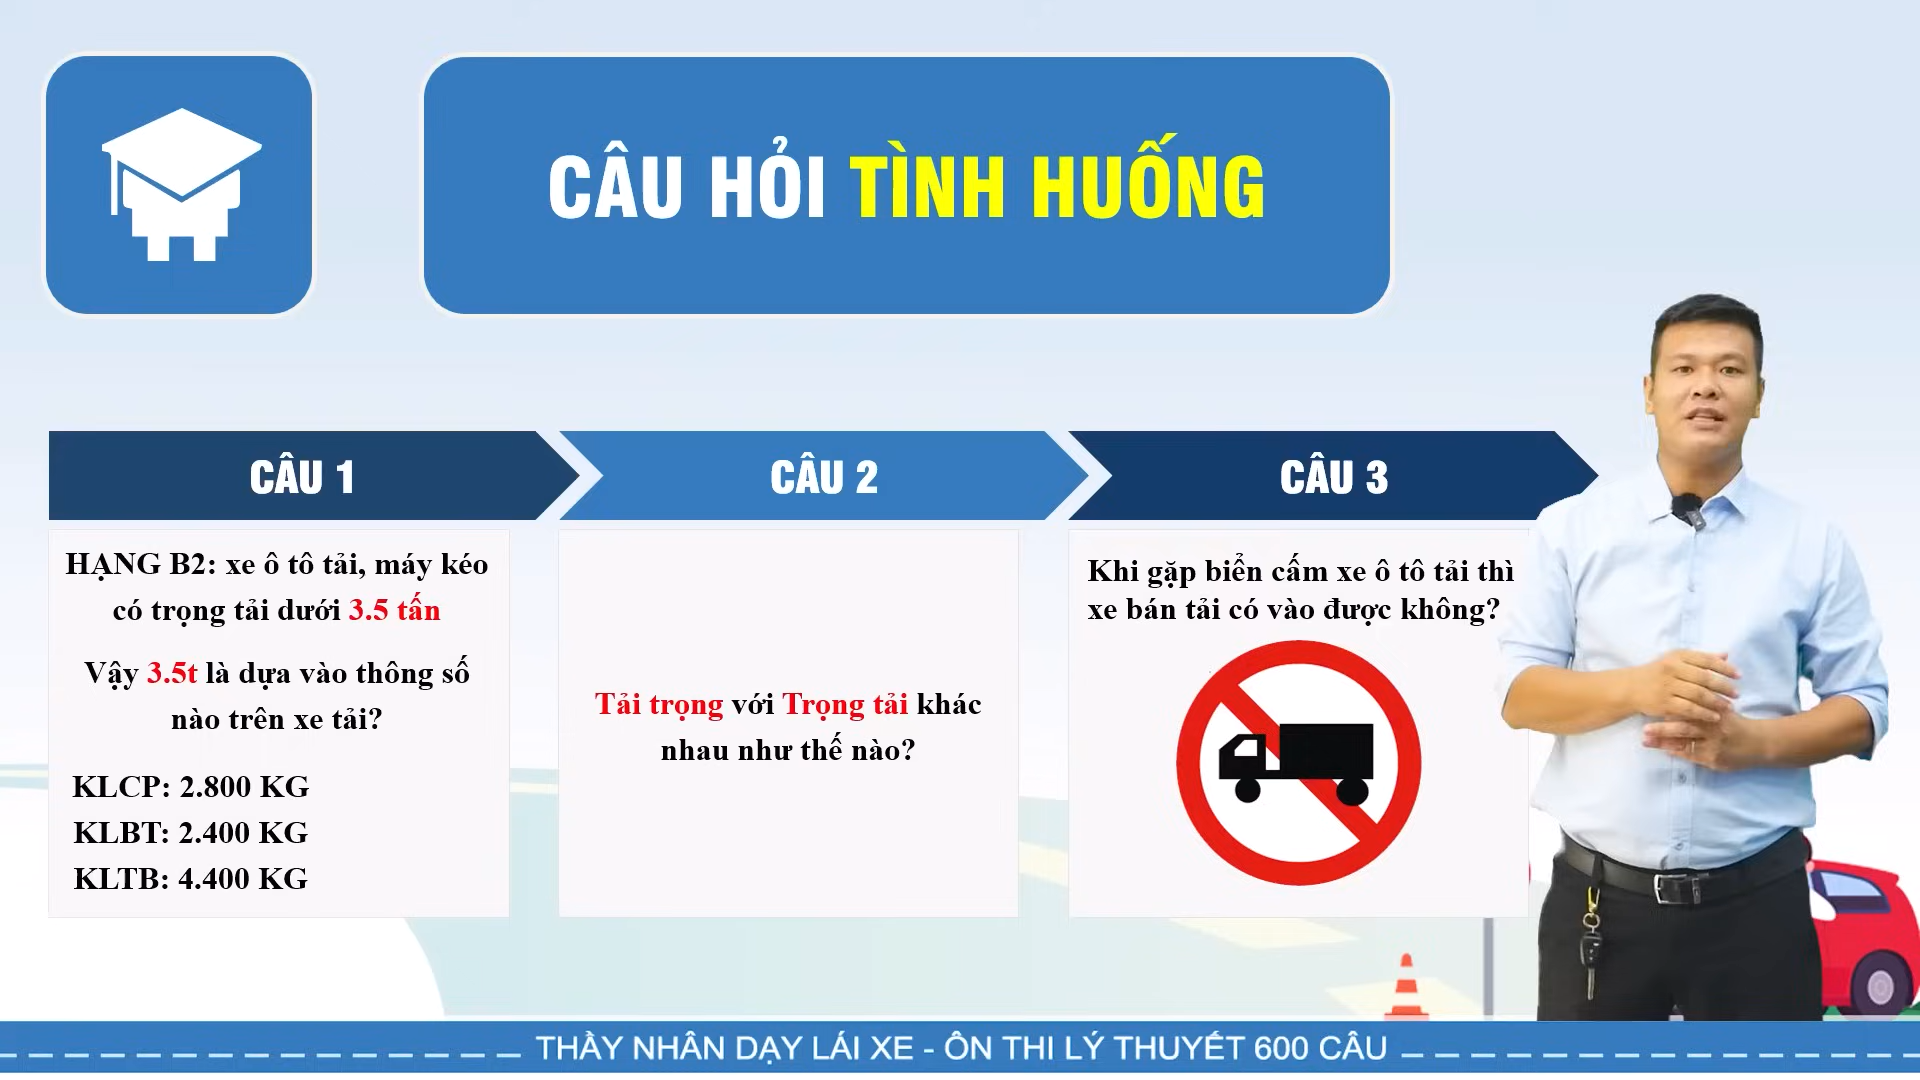 CÂU HỎI TÌNH HUỐNG
CÂU 1
HẠNG B2: xe ô tô tải, máy kéo
có trọng tải dưới 3.5 tấn
Vậy 3.5t là dựa vào thông số
nào trên xe tải?
KLCP: 2.800 KG
KLBT: 2.400 KG
KLTB: 4.400 KG
CÂU 2
Tải trọng với Trọng tải khác
nhau như thế nào?
CÂU 3
Khi gặp biển cấm xe ô tô tải thì
xe bán tải có vào được không?
THẦY NHÂN DẠY LÁI XE - ÔN THI LÝ THUYẾT 600 CÂU